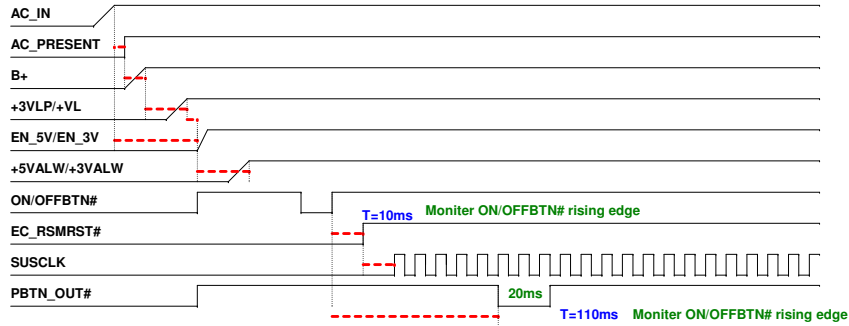 AC_IN
AC_PRESENT
B+
+3VLP/+VL
EN_5V/EN_3V
+5VALW/+3VALW
ON/OFFBTN#
T=10ms Moniter ON/OFFBTN# rising edge
EC_RSMRST#
SUSCLK
PBTN_OUT#
20ms
T=110ms Moniter ON/OFFBTN# rising edge